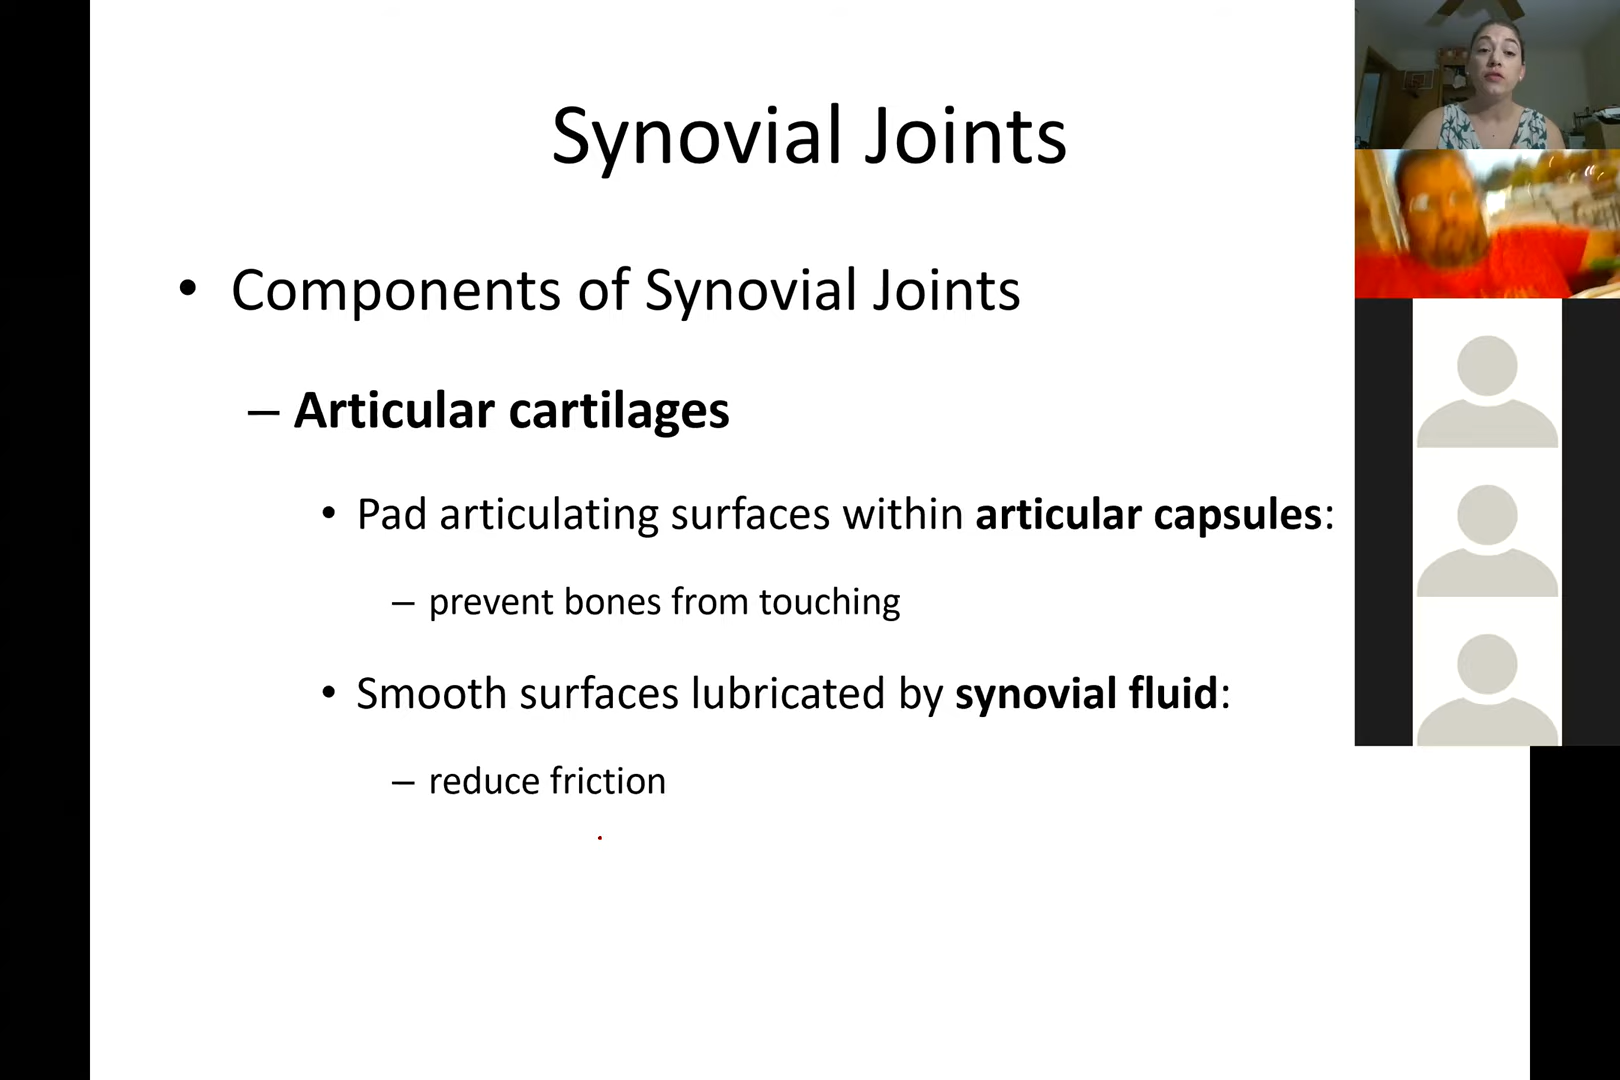 Synovial Joints
• Components of Synovial Joints
– Articular cartilages
• Pad articulating surfaces within articular capsules:
– prevent bones from touching
• Smooth surfaces lubricated by synovial fluid:
– reduce friction